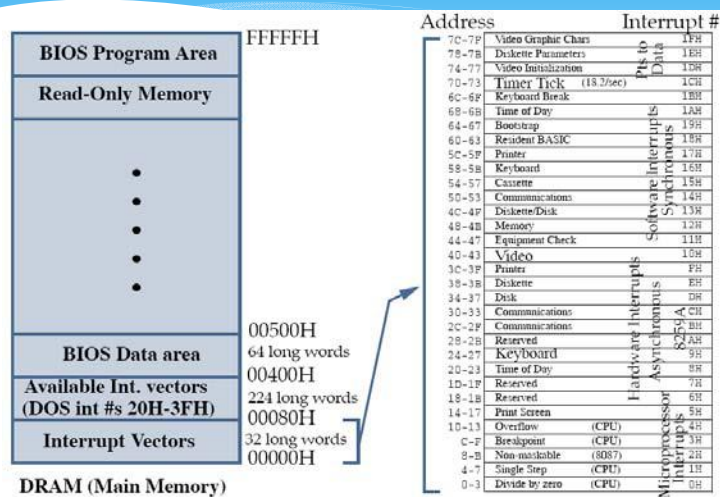 FFFFFH
BIOS Program Area
Read-Only Memory
00500H
BIOS Data area
64 long words
00400H
Available Int. vectors
(DOS int #s 20H-3FH)
224 long words
00080H
Interrupt Vectors
32 long words
00000H
DRAM (Main Memory)
Address Interrupt #
7C-7F Video Graphic Chars 1FH
78-7B Diskette Parameters 1EH
74-77 Video Initialization 1DH
70-73 Timer Tick (18.2/sec) 1CH
6C-6F Keyboard Break 1BH
68-6B Time of Day 1AH
64-67 Bootstrap 19H
60-63 Resident BASIC 18H
5C-5F Printer 17H
58-5B Keyboard 16H
54-57 Cassette 15H
50-53 Communications 14H
4C-4F Diskette/Disk 13H
48-4B Memory 12H
44-47 Equipment Check 11H
40-43 Video 10H
3C-3F Printer FH
38-3B Diskette EH
34-37 Disk DH
30-33 Communications CH
2C-2F Communications BH
28-2B Reserved AH
24-27 Keyboard 9H
20-23 Time of Day 8H
1D-1F Reserved 7H
18-1B Reserved 6H
14-17 Print Screen 5H
10-13 Overflow (CPU) 4H
C-F Breakpoint (CPU) 3H
8-B Non-maskable (8087) 2H
4-7 Single Step (CPU) 1H
0-3 Divide by zero (CPU) 0H
Pts to
Data
Software Interrupts
Synchronous
Hardware Interrupts
Asynchronous
8259A
Microprocessor
Interrupts